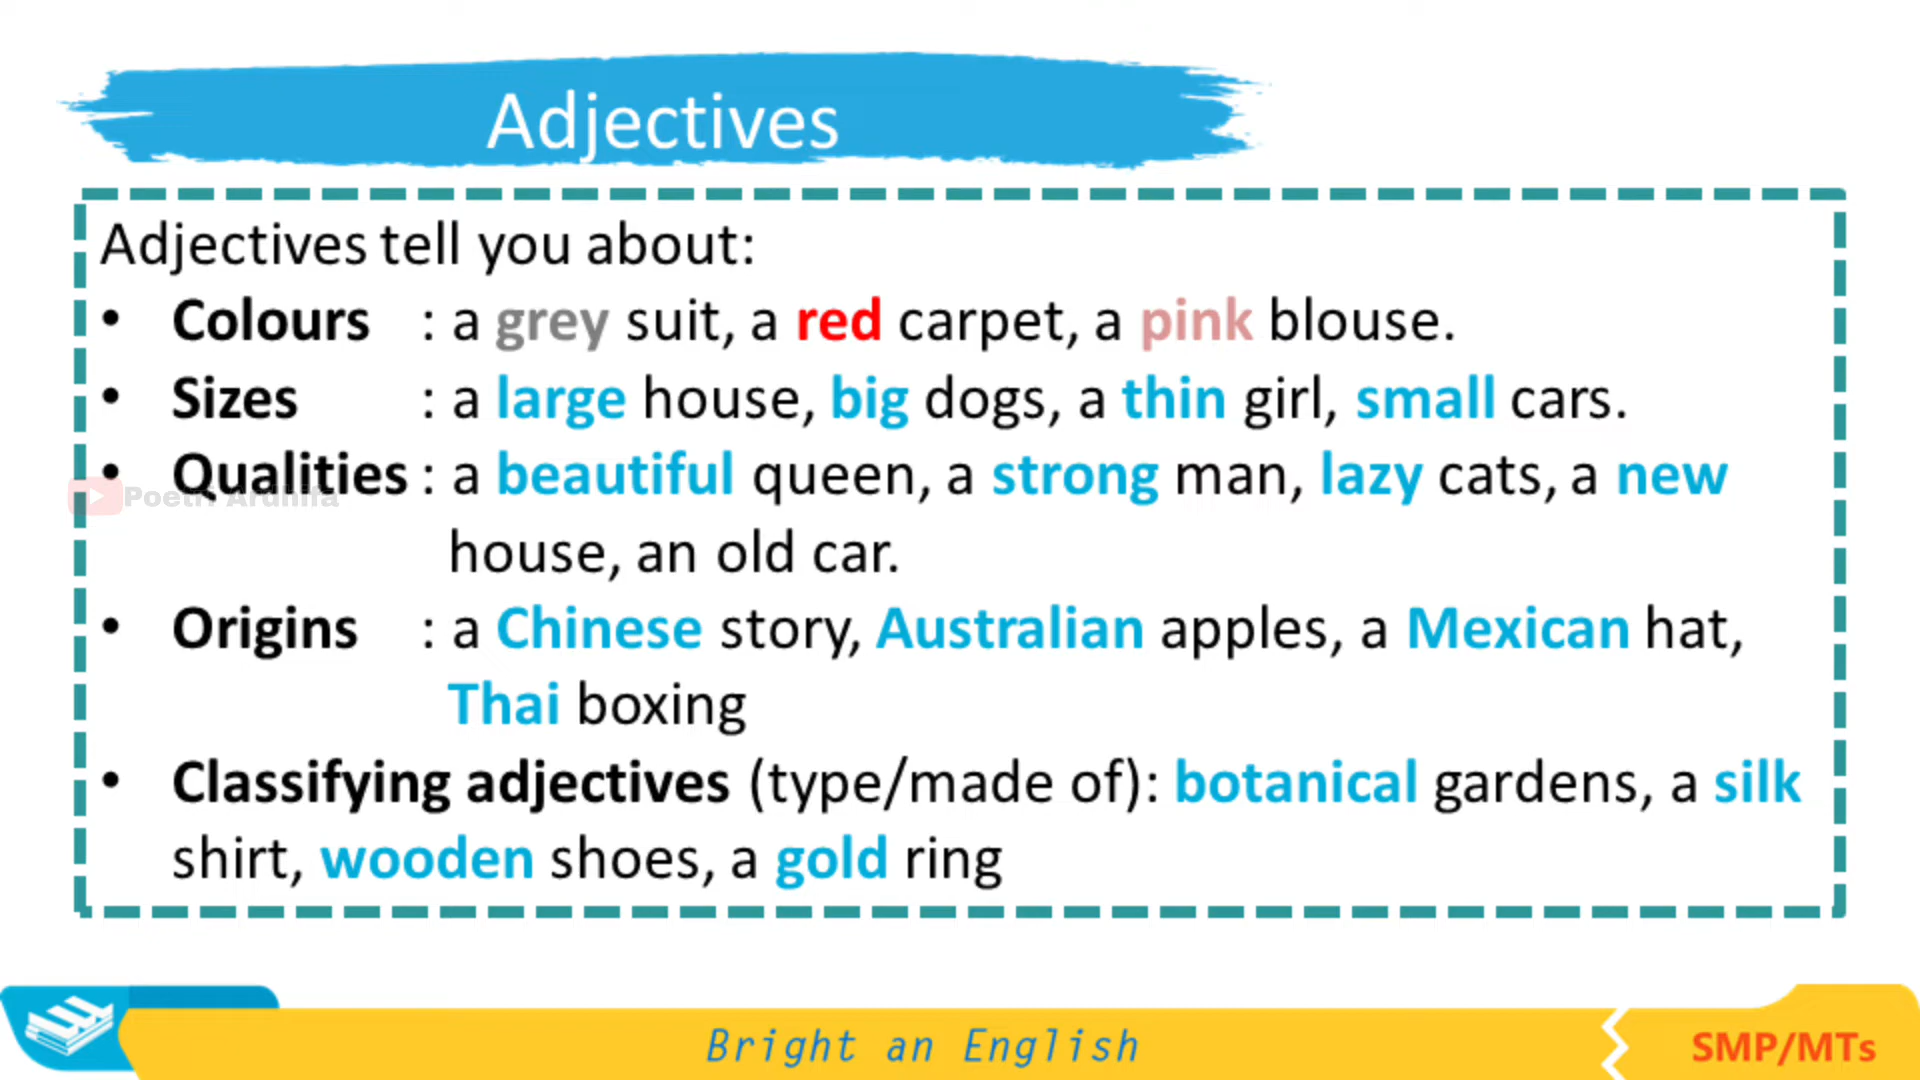 Adjectives
Adjectives tell you about:
• Colours : a grey suit, a red carpet, a pink blouse.
• Sizes : a large house, big dogs, a thin girl, small cars.
• Qualities : a beautiful queen, a strong man, lazy cats, a new
house, an old car.
Poetri Ardhifa
• Origins : a Chinese story, Australian apples, a Mexican hat,
Thai boxing
• Classifying adjectives (type/made of): botanical gardens, a silk
shirt, wooden shoes, a gold ring
Bright an English
SMP/MTs